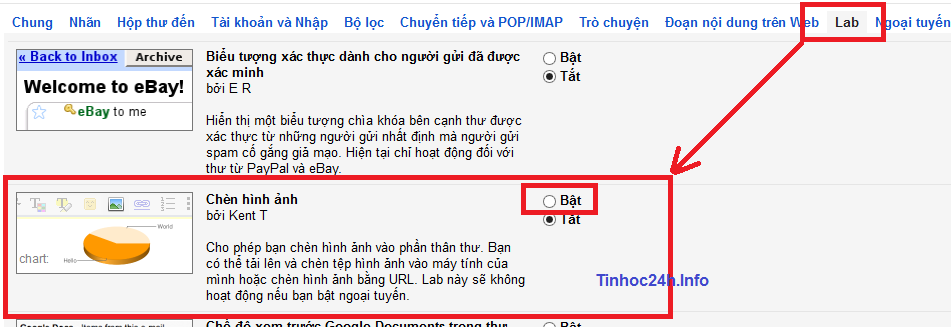 Chung Nhãn Hộp thư đến Tài khoản và Nhập Bộ lọc Chuyển tiếp và POP/IMAP Trò chuyện Đoạn nội dung trên Web Lab Ngoại tuyến
« Back to Inbox Archive
Welcome to eBay!
eBay to me
Biểu tượng xác thực dành cho người gửi đã được
xác minh
bởi E R
Hiển thị một biểu tượng chìa khóa bên cạnh thư được
xác thực từ những người gửi nhất định mà người gửi
spam cố gắng giả mạo. Hiện tại chỉ hoạt động đối với
thư từ PayPal và eBay.
Bật
Tắt
World
Hello
chart:
Chèn hình ảnh
bởi Kent T
Cho phép bạn chèn hình ảnh vào phần thân thư. Bạn
có thể tải lên và chèn tệp hình ảnh vào máy tính của
mình hoặc chèn hình ảnh bằng URL. Lab này sẽ không
hoạt động nếu bạn bật ngoại tuyến.
Bật
Tắt
Tinhoc24h.Info
Chế độ xem trước Google Documents trong thư
Bật